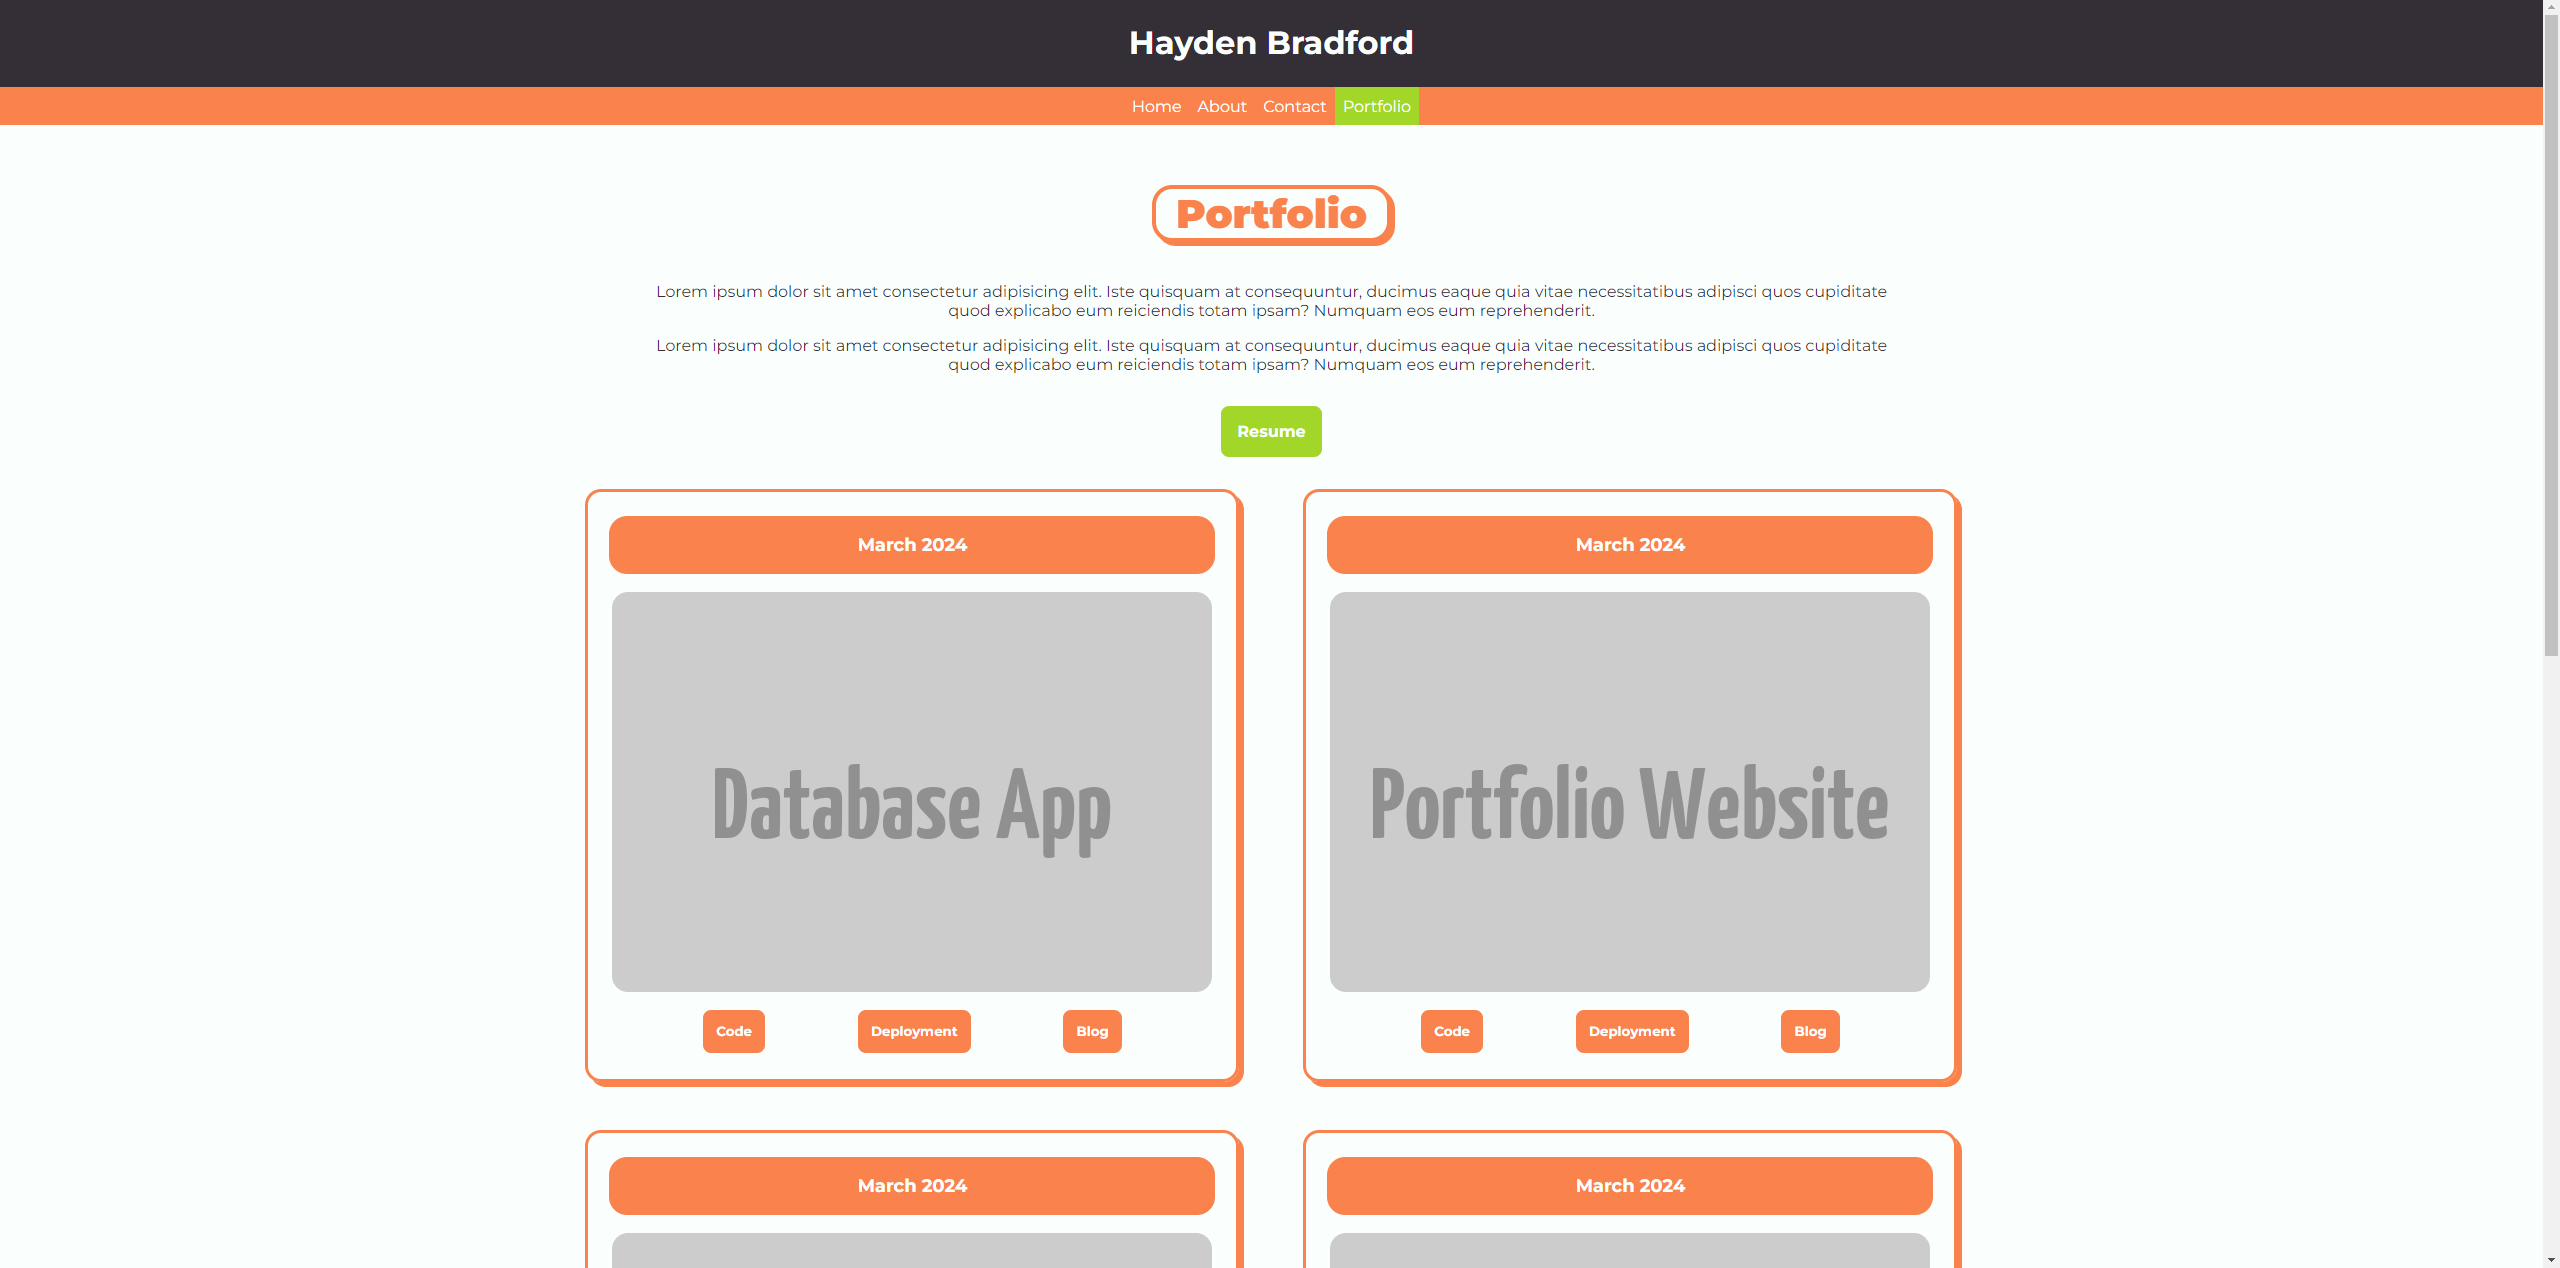 Hayden Bradford
Home About Contact Portfolio
Portfolio
Lorem ipsum dolor sit amet consectetur adipisicing elit. Iste quisquam at consequuntur, ducimus eaque quia vitae necessitatibus adipisci quos cupiditate
quod explicabo eum reiciendis totam ipsam? Numquam eos eum reprehenderit.
Lorem ipsum dolor sit amet consectetur adipisicing elit. Iste quisquam at consequuntur, ducimus eaque quia vitae necessitatibus adipisci quos cupiditate
quod explicabo eum reiciendis totam ipsam? Numquam eos eum reprehenderit.
Resume
March 2024
Database App
Code Deployment Blog
March 2024
Portfolio Website
Code Deployment Blog
March 2024
March 2024